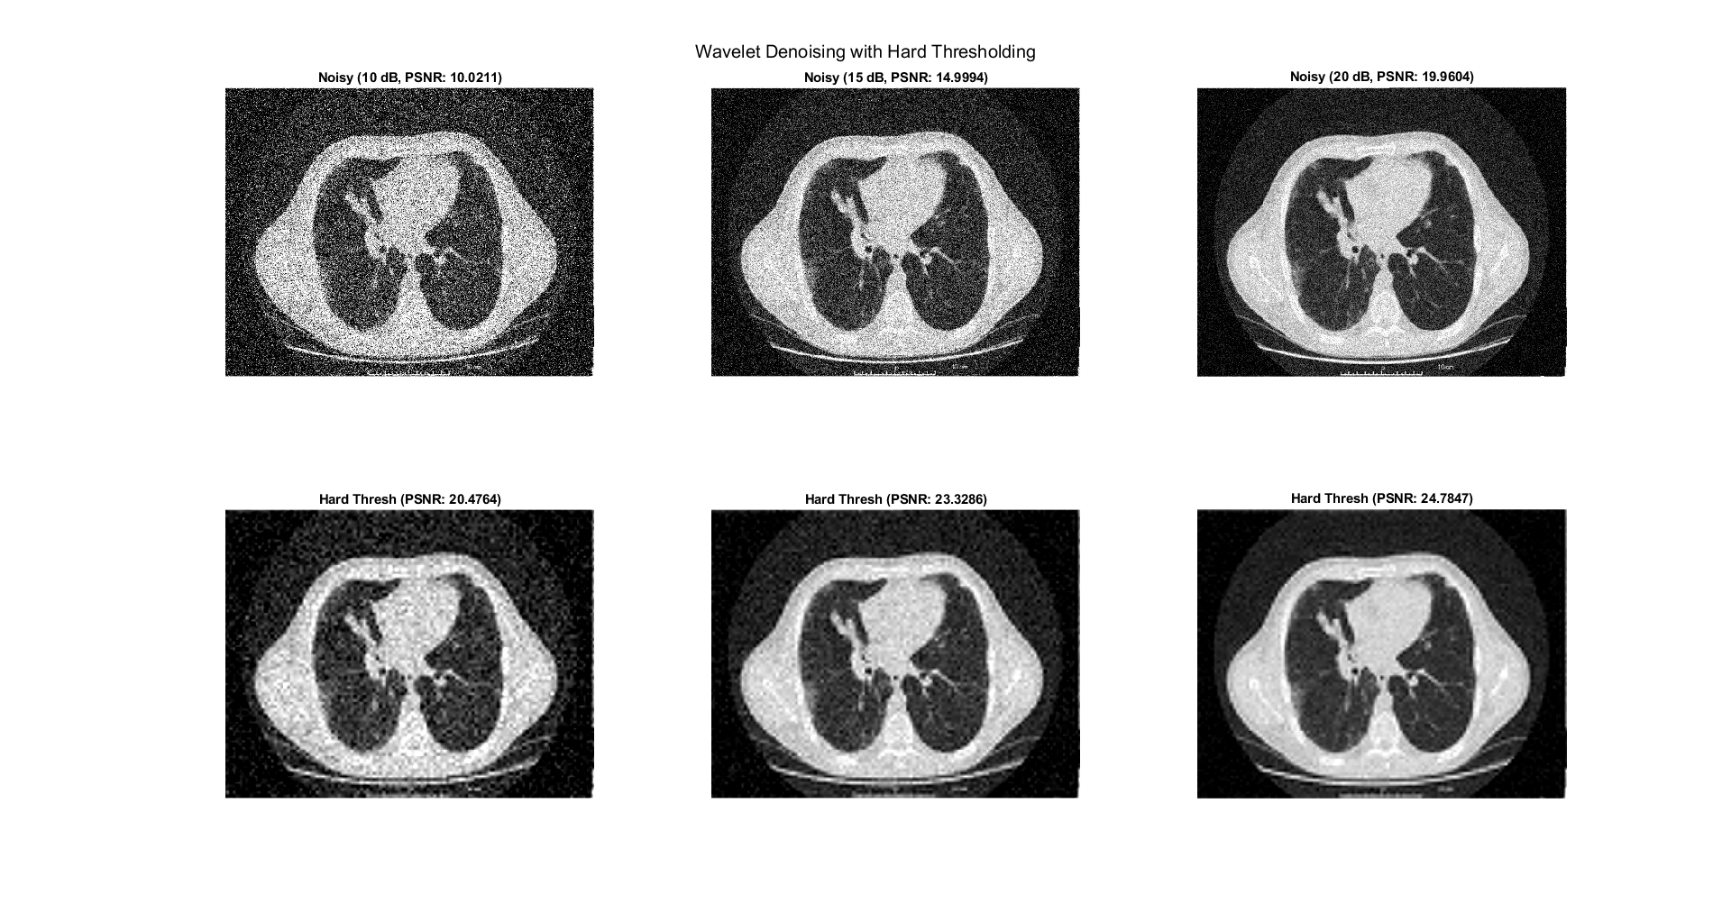 Wavelet Denoising with Hard Thresholding
Noisy (10 dB, PSNR: 10.0211)
Noisy (15 dB, PSNR: 14.9994)
Noisy (20 dB, PSNR: 19.9604)
10cm
Hard Thresh (PSNR: 20.4764)
Hard Thresh (PSNR: 23.3286)
Hard Thresh (PSNR: 24.7847)